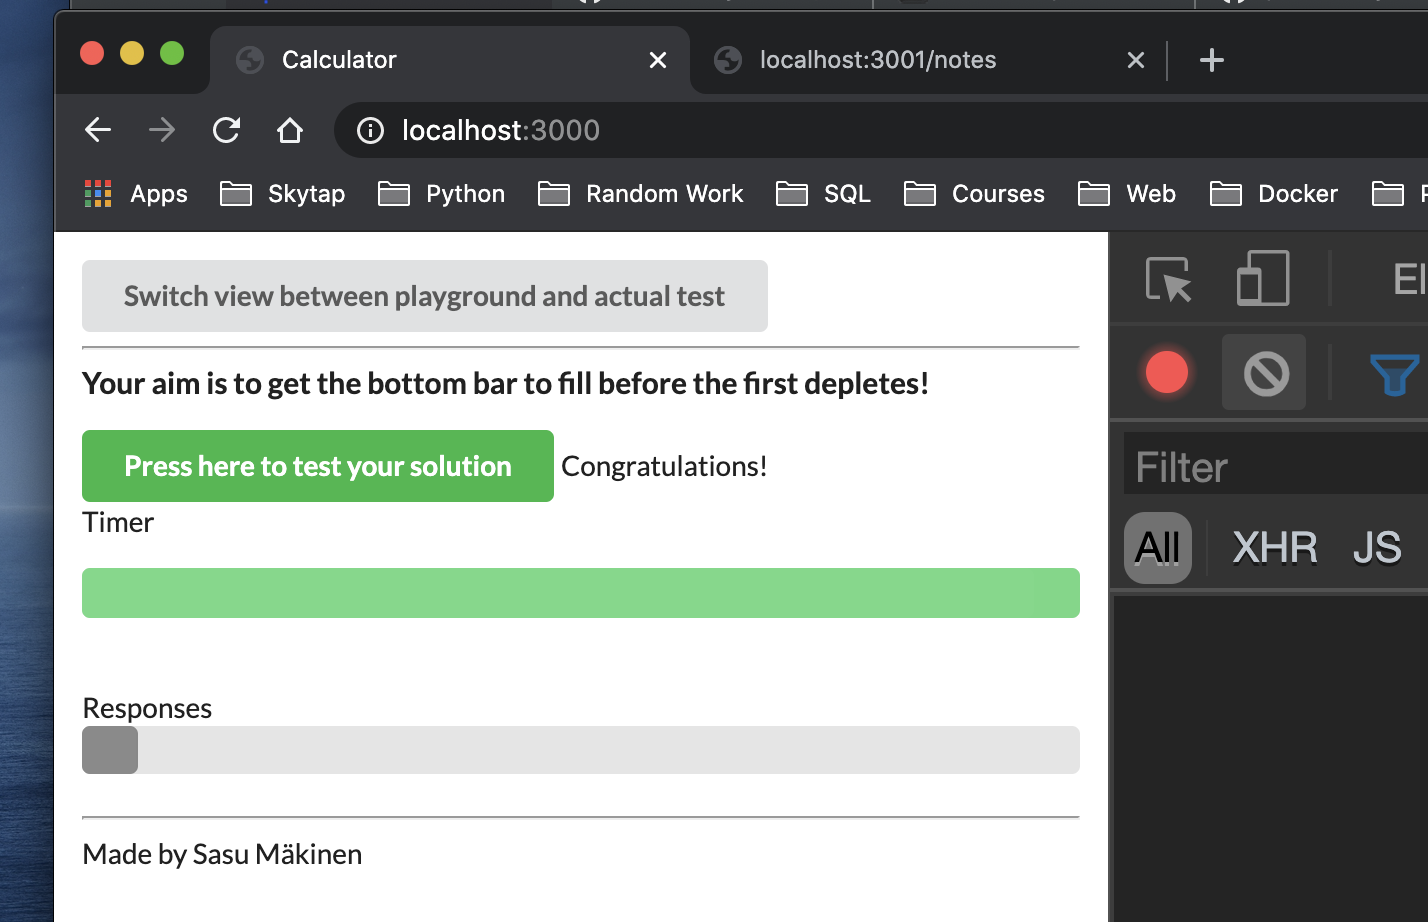 Calculator
localhost:3001/notes
localhost:3000
Apps Skytap Python Random Work SQL Courses Web Docker
Switch view between playground and actual test
Your aim is to get the bottom bar to fill before the first depletes!
Press here to test your solution Congratulations!
Timer
Responses
Made by Sasu Mäkinen
El
Filter
All XHR JS